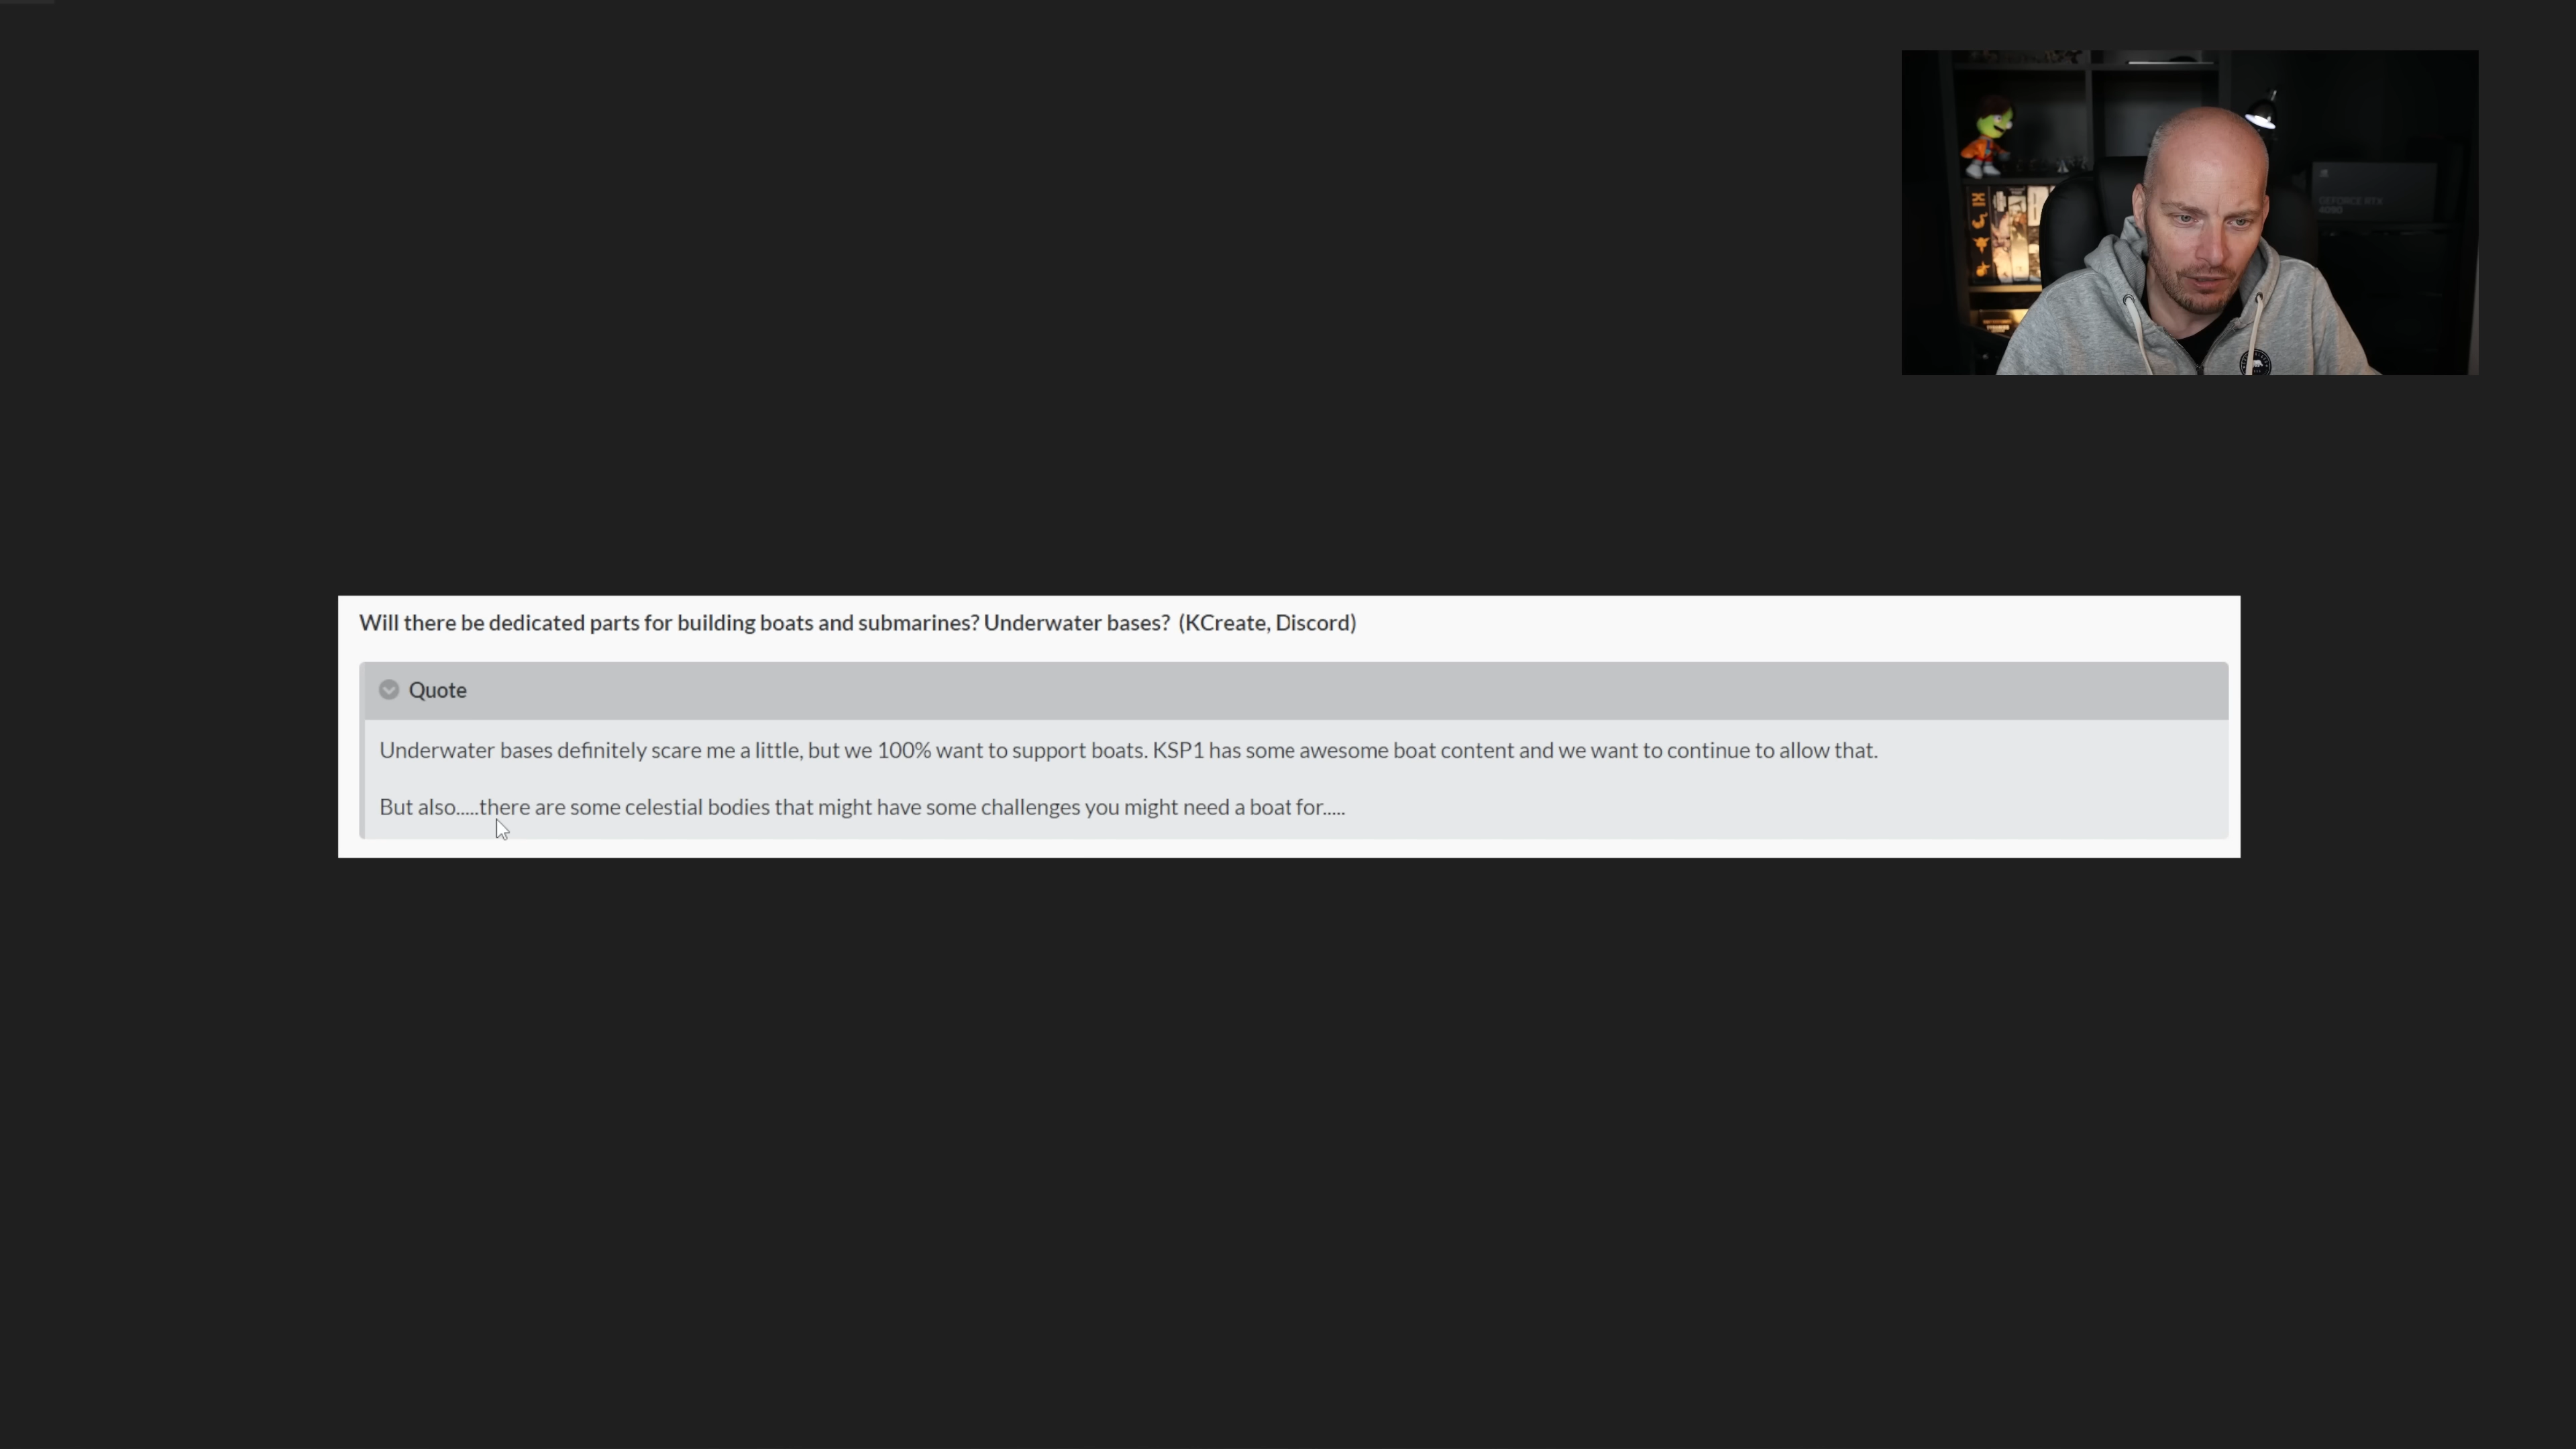 GEFORCE RTX
4090
Will there be dedicated parts for building boats and submarines? Underwater bases? (KCreate, Discord)
Quote
Underwater bases definitely scare me a little, but we 100% want to support boats. KSP1 has some awesome boat content and we want to continue to allow that.
But also.....there are some celestial bodies that might have some challenges you might need a boat for.....